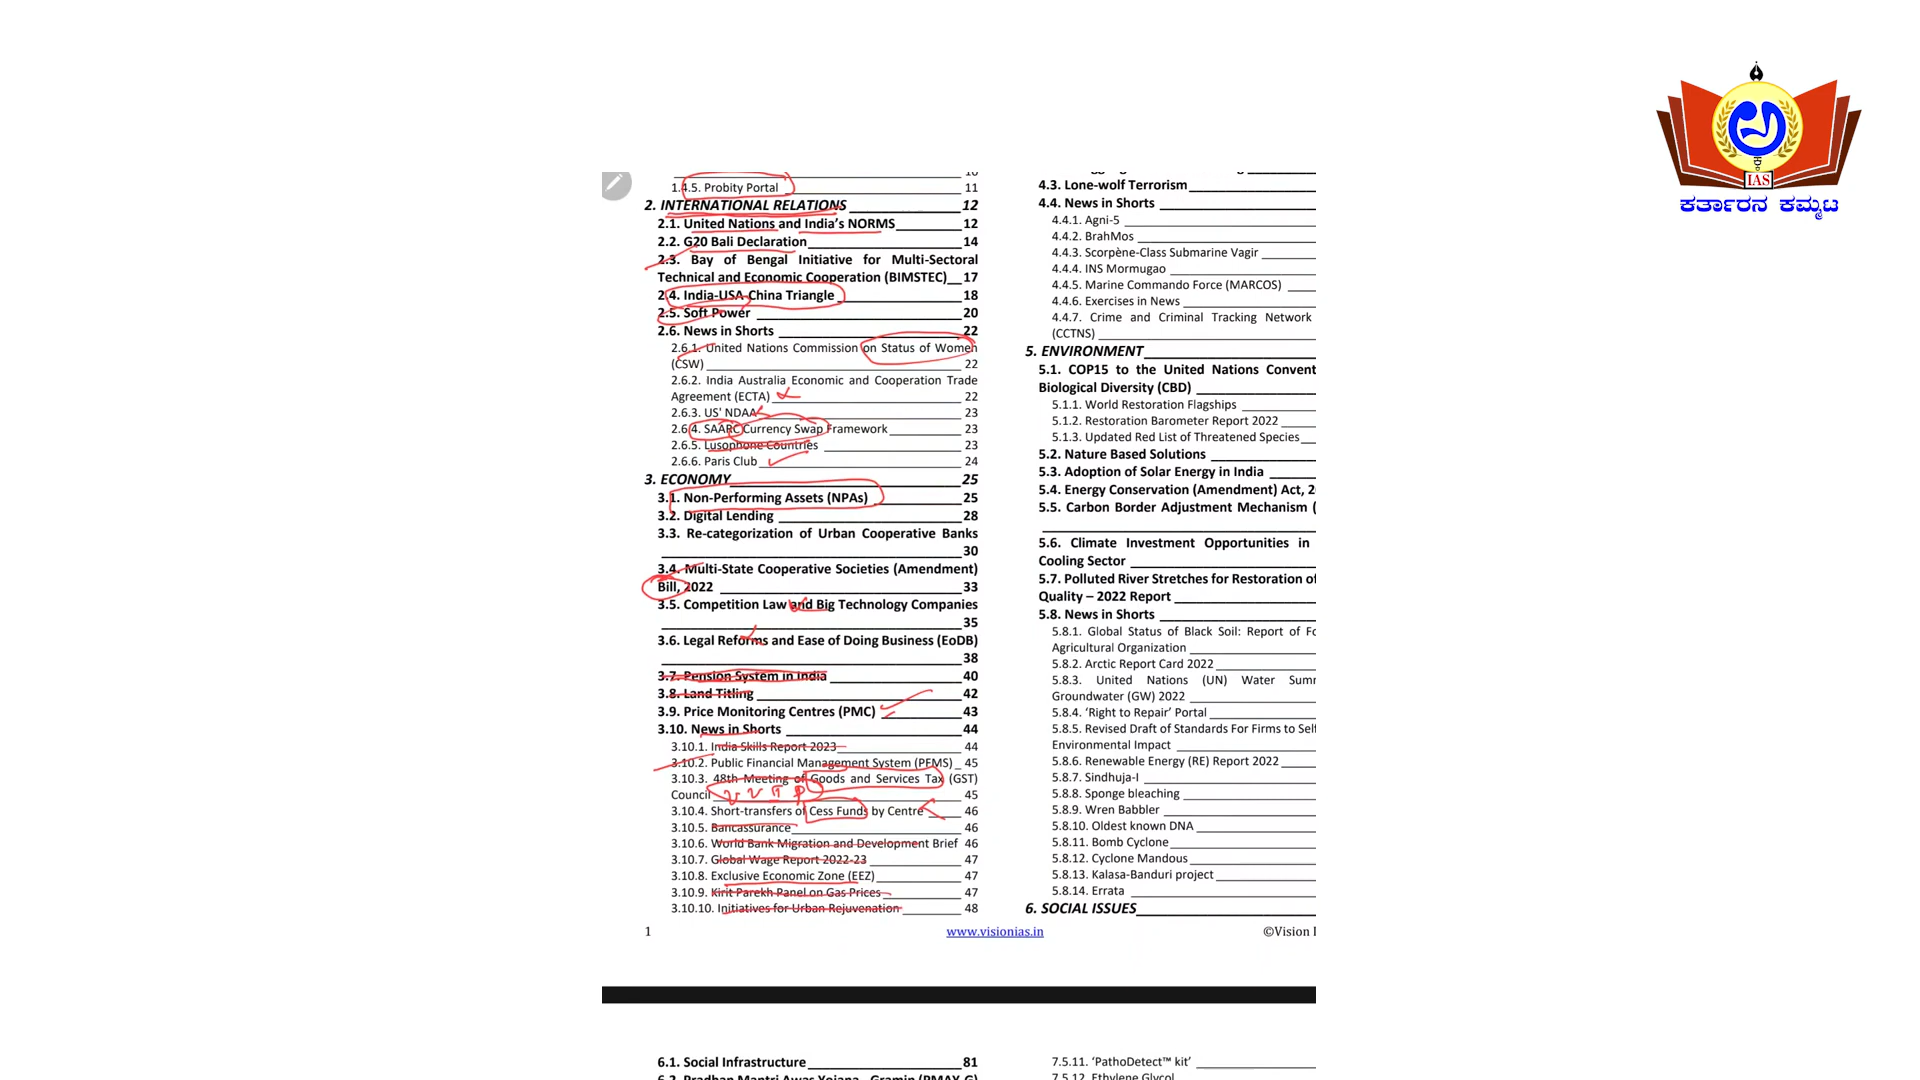 1.4.5. Probity Portal 11
2. INTERNATIONAL RELATIONS 12
2.1. United Nations and India's NORMS 12
2.2. G20 Bali Declaration 14
2.3. Bay of Bengal Initiative for Multi-Sectoral
Technical and Economic Cooperation (BIMSTEC) 17
2.4. India-USA-China Triangle 18
2.5. Soft Power 20
2.6. News in Shorts 22
2.6.1. United Nations Commission on Status of Women
(CSW) 22
2.6.2. India Australia Economic and Cooperation Trade
Agreement (ECTA) 22
2.6.3. US' NDAA 23
2.6.4. SAARC Currency Swap Framework 23
2.6.5. Lusophone Countries 23
2.6.6. Paris Club 24
3. ECONOMY 25
3.1. Non-Performing Assets (NPAs) 25
3.2. Digital Lending 28
3.3. Re-categorization of Urban Cooperative Banks
30
3.4. Multi-State Cooperative Societies (Amendment)
Bill, 2022 33
3.5. Competition Law and Big Technology Companies
35
3.6. Legal Reforms and Ease of Doing Business (EoDB)
38
3.7. Pension System in India 40
3.8. Land Titling 42
3.9. Price Monitoring Centres (PMC) 43
3.10. News in Shorts 44
3.10.1. India Skills Report 2023 44
3.10.2. Public Financial Management System (PFMS) 45
3.10.3. 48th Meeting of Goods and Services Tax (GST)
Council 45
3.10.4. Short-transfers of Cess Funds by Centre 46
3.10.5. Bancassurance 46
3.10.6. World Bank Migration and Development Brief 46
3.10.7. Global Wage Report 2022-23 47
3.10.8. Exclusive Economic Zone (EEZ) 47
3.10.9. Kirit Parekh Panel on Gas Prices 47
3.10.10. Initiatives for Urban Rejuvenation 48
4.3. Lone-wolf Terrorism
4.4. News in Shorts
4.4.1. Agni-5
4.4.2. BrahMos
4.4.3. Scorpène-Class Submarine Vagir
4.4.4. INS Mormugao
4.4.5. Marine Commando Force (MARCOS)
4.4.6. Exercises in News
4.4.7. Crime and Criminal Tracking Network
(CCTNS)
5. ENVIRONMENT
5.1. COP15 to the United Nations Convent
Biological Diversity (CBD)
5.1.1. World Restoration Flagships
5.1.2. Restoration Barometer Report 2022
5.1.3. Updated Red List of Threatened Species
5.2. Nature Based Solutions
5.3. Adoption of Solar Energy in India
5.4. Energy Conservation (Amendment) Act, 2
5.5. Carbon Border Adjustment Mechanism (
5.6. Climate Investment Opportunities in
Cooling Sector
5.7. Polluted River Stretches for Restoration of
Quality – 2022 Report
5.8. News in Shorts
5.8.1. Global Status of Black Soil: Report of Fo
Agricultural Organization
5.8.2. Arctic Report Card 2022
5.8.3. United Nations (UN) Water Sum
Groundwater (GW) 2022
5.8.4. ‘Right to Repair’ Portal
5.8.5. Revised Draft of Standards For Firms to Self
Environmental Impact
5.8.6. Renewable Energy (RE) Report 2022
5.8.7. Sindhuja-I
5.8.8. Sponge bleaching
5.8.9. Wren Babbler
5.8.10. Oldest known DNA
5.8.11. Bomb Cyclone
5.8.12. Cyclone Mandous
5.8.13. Kalasa-Banduri project
5.8.14. Errata
6. SOCIAL ISSUES
1 www.visionias.in ©Vision I
6.1. Social Infrastructure 81
6.2. Pradhan Mantri Awas Yojana - Gramin (PMAY-G)
7.5.11. ‘PathoDetect™ kit’
7.5.12. Ethylene Glycol
IAS
ಕರ್ತಾರನ ಕಮ್ಮಟ